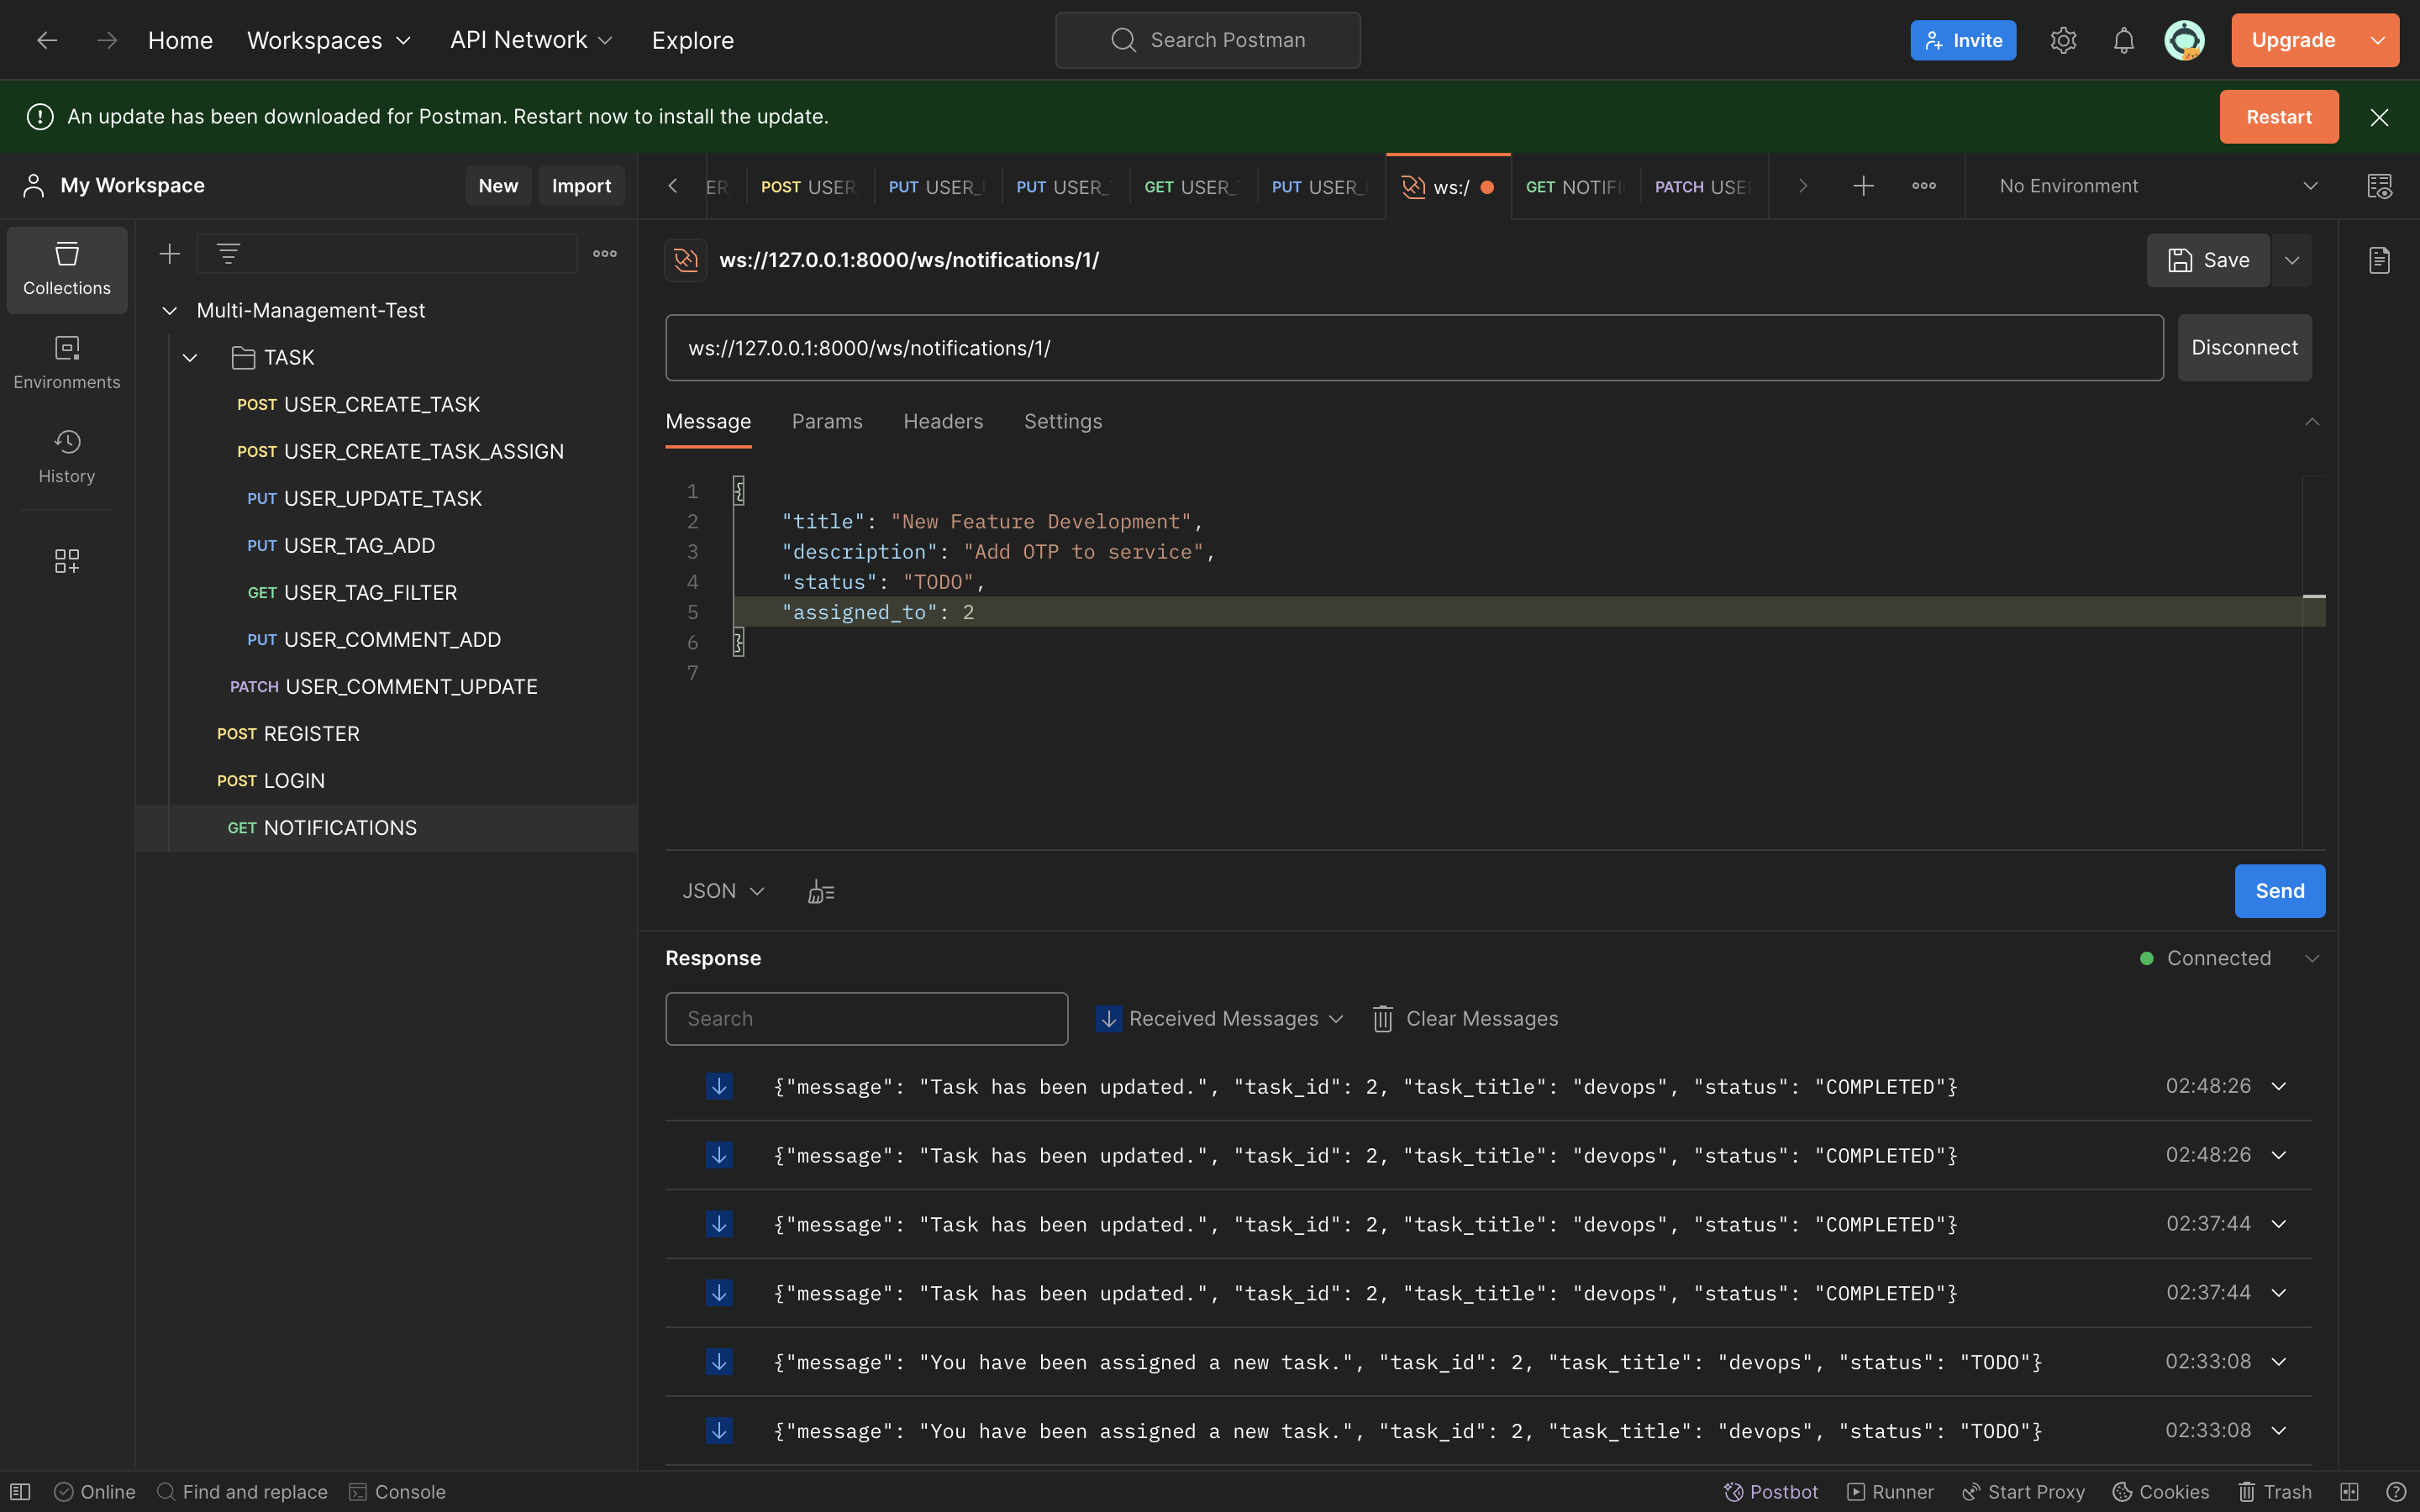 Home Workspaces API Network Explore Search Postman Invite Upgrade
An update has been downloaded for Postman. Restart now to install the update. Restart
My Workspace New Import
ER POST USER PUT USER_ PUT USER_ GET USER_ PUT USER_ ws:/ GET NOTIFI PATCH USE No Environment
Collections
Environments
History
Multi-Management-Test
TASK
POST USER_CREATE_TASK
POST USER_CREATE_TASK_ASSIGN
PUT USER_UPDATE_TASK
PUT USER_TAG_ADD
GET USER_TAG_FILTER
PUT USER_COMMENT_ADD
PATCH USER_COMMENT_UPDATE
POST REGISTER
POST LOGIN
GET NOTIFICATIONS
ws://127.0.0.1:8000/ws/notifications/1/ Save
ws://127.0.0.1:8000/ws/notifications/1/ Disconnect
Message Params Headers Settings
1 {
2 "title": "New Feature Development",
3 "description": "Add OTP to service",
4 "status": "TODO",
5 "assigned_to": 2
6 }
7
JSON Send
Response Connected
Search Received Messages Clear Messages
{"message": "Task has been updated.", "task_id": 2, "task_title": "devops", "status": "COMPLETED"} 02:48:26
{"message": "Task has been updated.", "task_id": 2, "task_title": "devops", "status": "COMPLETED"} 02:48:26
{"message": "Task has been updated.", "task_id": 2, "task_title": "devops", "status": "COMPLETED"} 02:37:44
{"message": "Task has been updated.", "task_id": 2, "task_title": "devops", "status": "COMPLETED"} 02:37:44
{"message": "You have been assigned a new task.", "task_id": 2, "task_title": "devops", "status": "TODO"} 02:33:08
{"message": "You have been assigned a new task.", "task_id": 2, "task_title": "devops", "status": "TODO"} 02:33:08
Online Find and replace Console Postbot Runner Start Proxy Cookies Trash